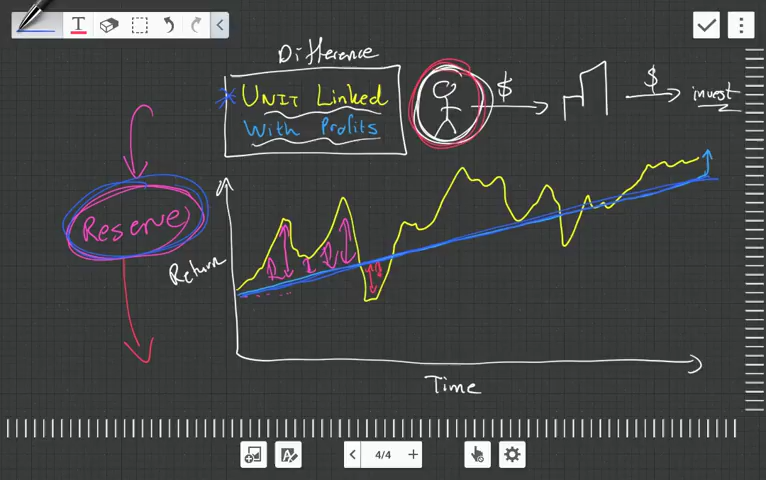 T
Difference
UNIT Linked
With Profits
$
$
invest
Reserve
Return
Time
4/4